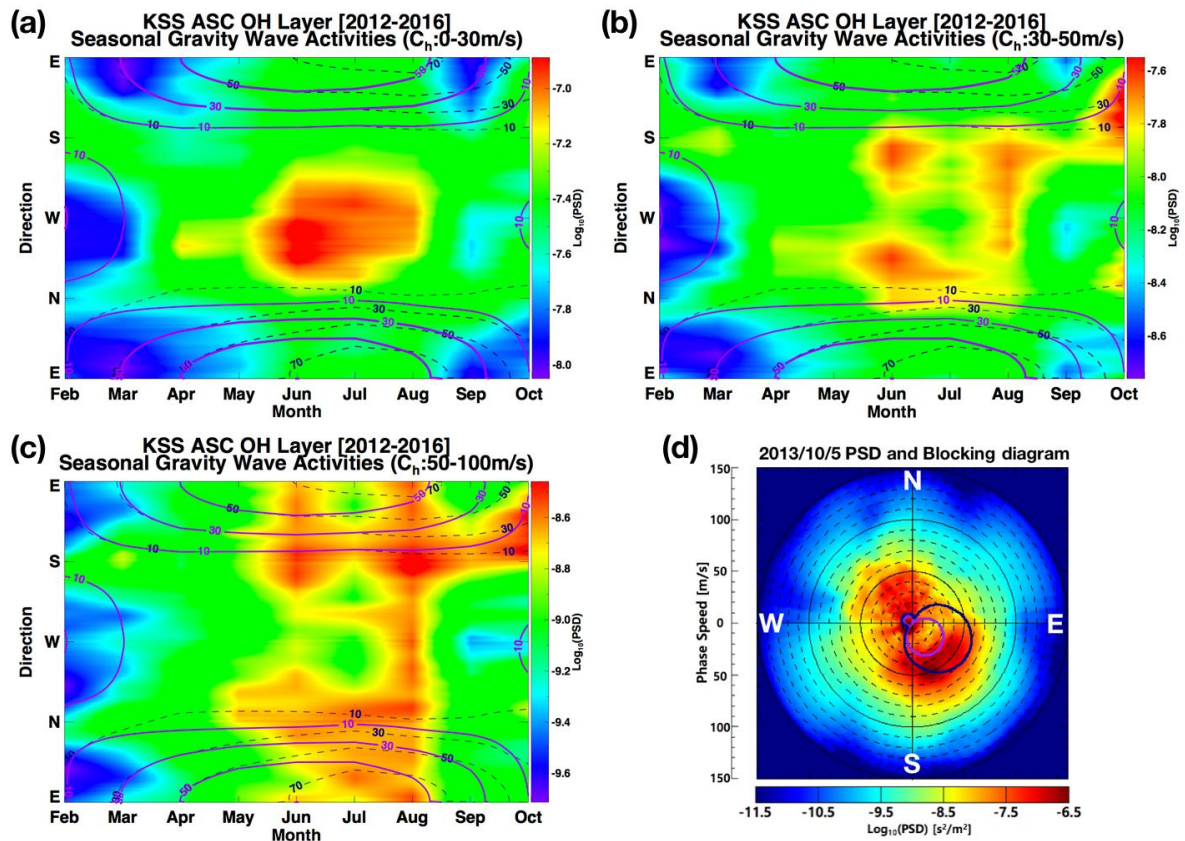 (a)
KSS ASC OH Layer [2012-2016]
Seasonal Gravity Wave Activities (Ch:0-30m/s)
E
S
W
N
E
Direction
Feb Mar Apr May Jun Jul Aug Sep Oct
Month
-7.0
-7.2
-7.4
-7.6
-7.8
-8.0
Log10(PSD)
(b)
KSS ASC OH Layer [2012-2016]
Seasonal Gravity Wave Activities (Ch:30-50m/s)
E
S
W
N
E
Direction
Feb Mar Apr May Jun Jul Aug Sep Oct
Month
-7.6
-7.8
-8.0
-8.2
-8.4
-8.6
Log10(PSD)
(c)
KSS ASC OH Layer [2012-2016]
Seasonal Gravity Wave Activities (Ch:50-100m/s)
E
S
W
N
E
Direction
Feb Mar Apr May Jun Jul Aug Sep Oct
Month
-8.6
-8.8
-9.0
-9.2
-9.4
-9.6
Log10(PSD)
(d)
2013/10/5 PSD and Blocking diagram
150
100
50
0
50
100
150
Phase Speed [m/s]
N
W
E
S
-11.5 -10.5 -9.5 -8.5 -7.5 -6.5
Log10(PSD) [s²/m²]